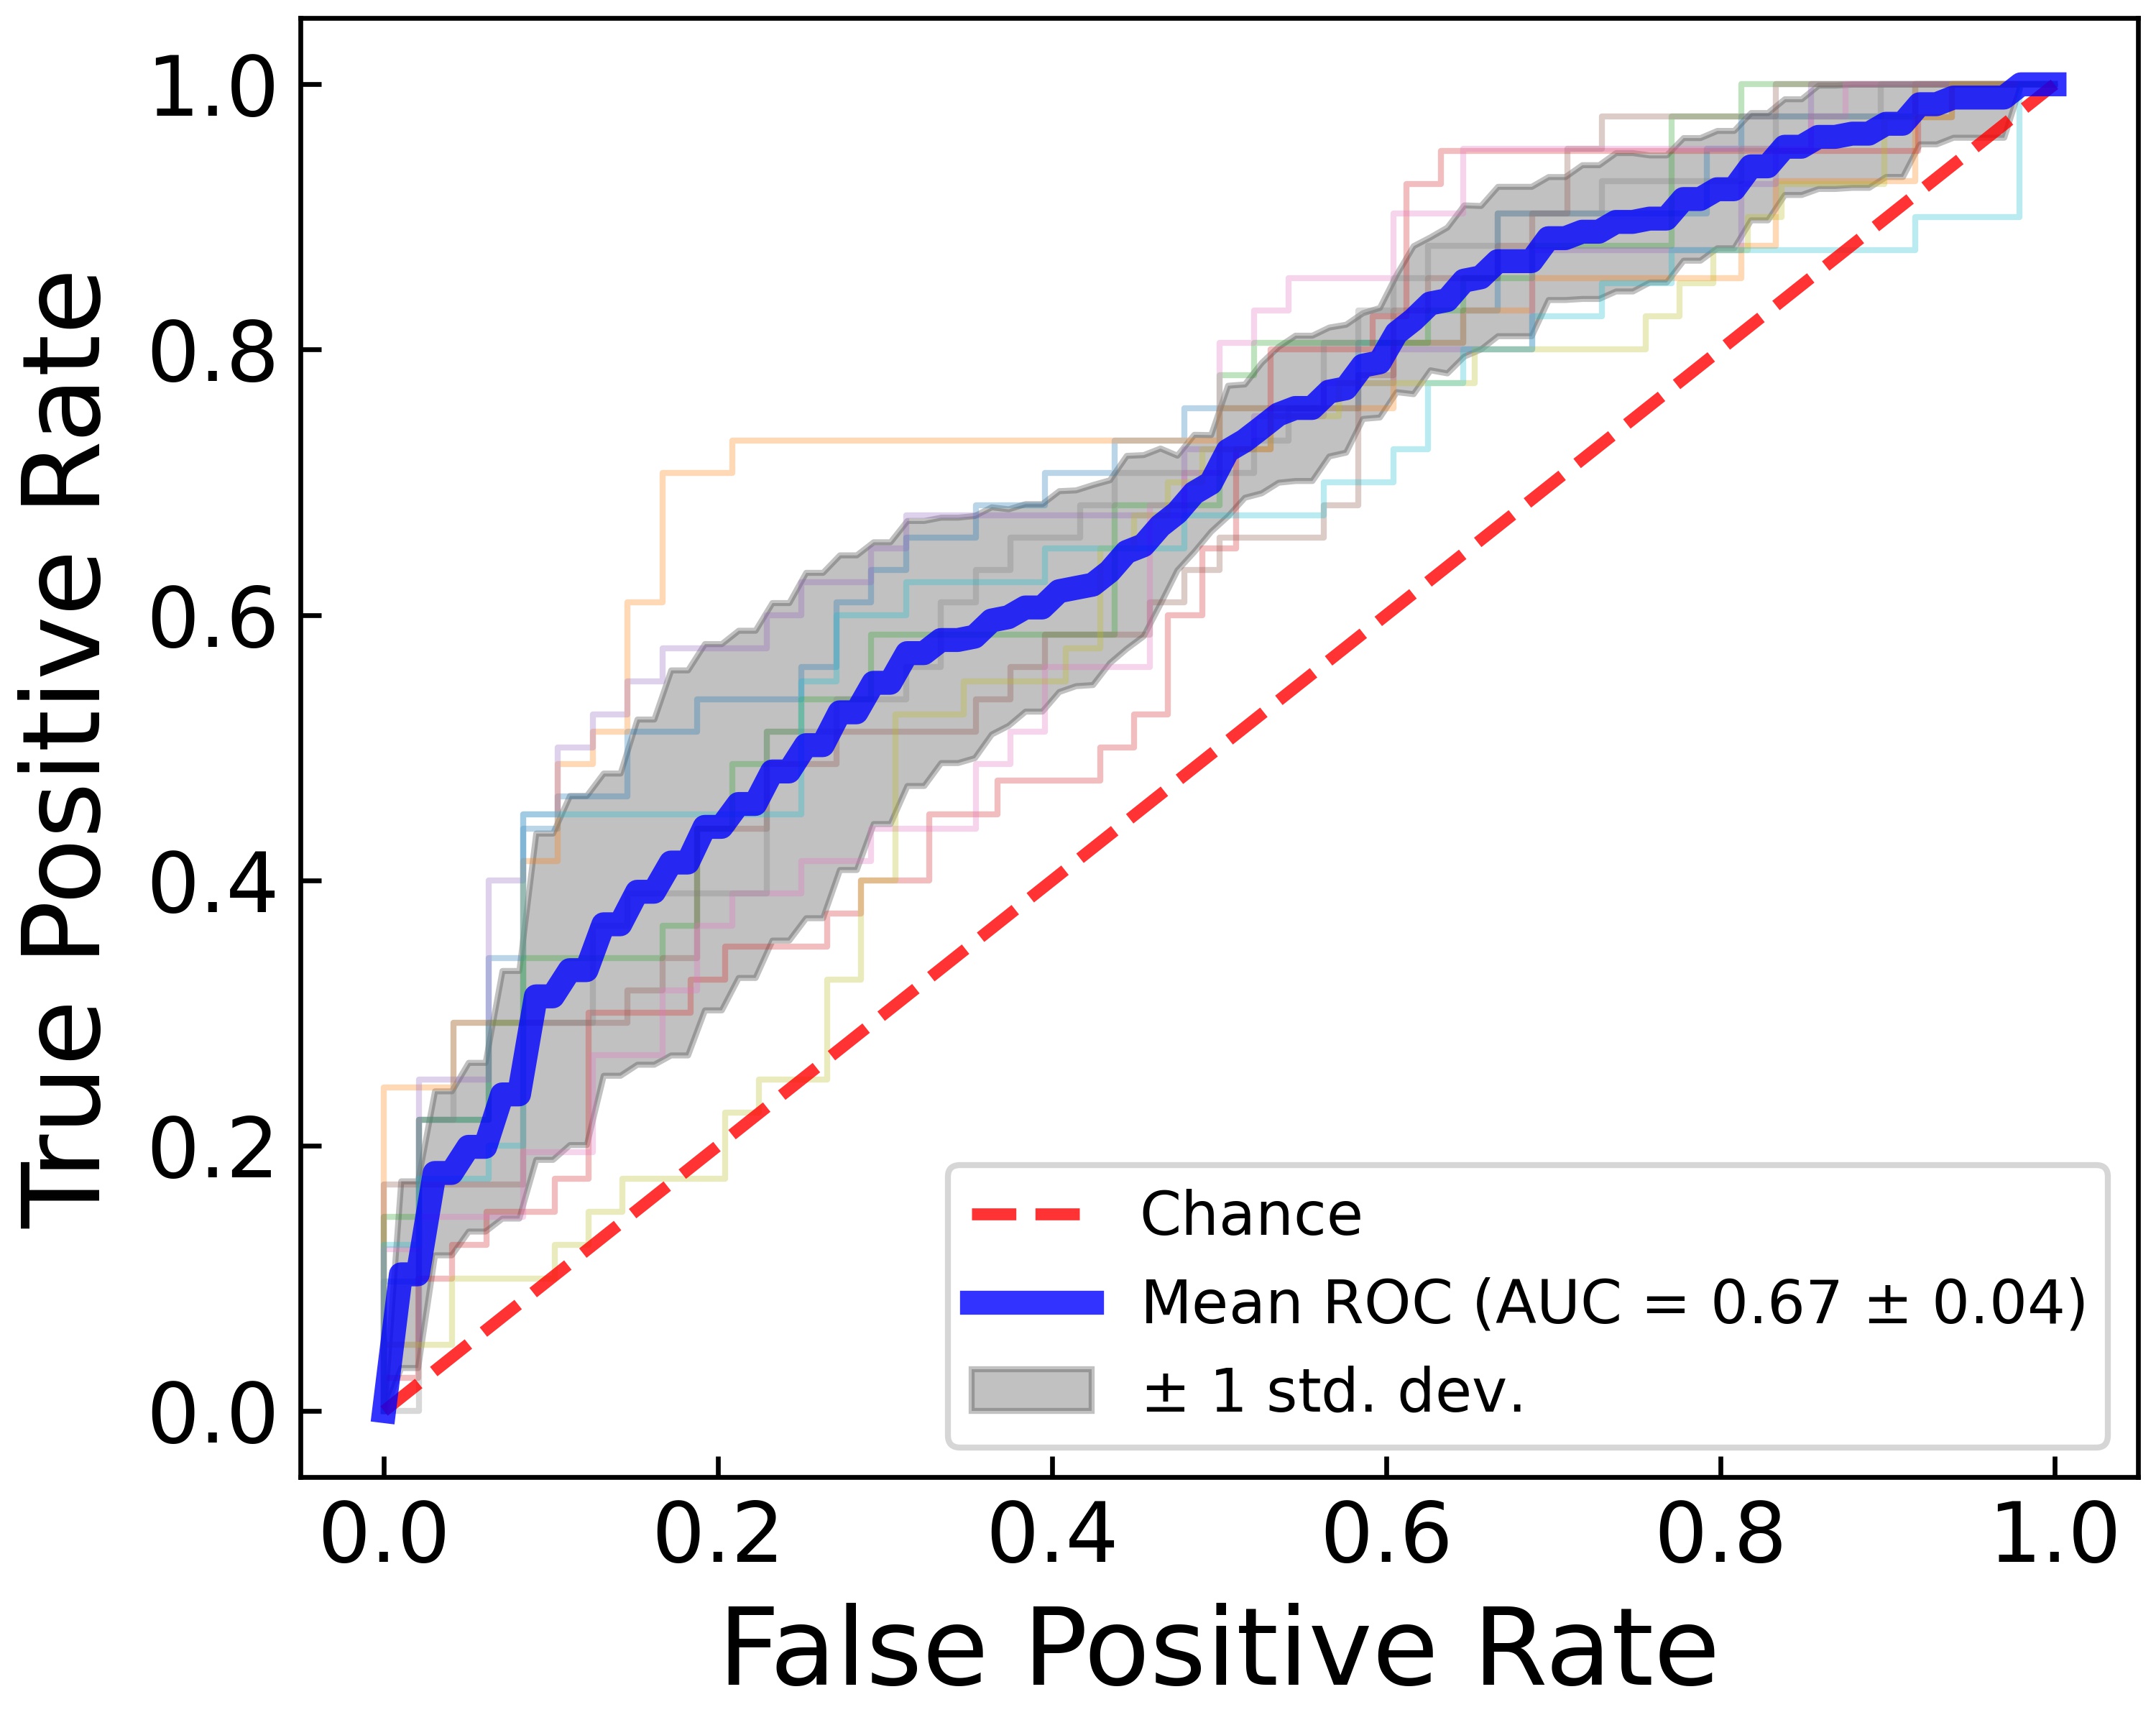 True Positive Rate
1.0
0.8
0.6
0.4
0.2
0.0
Chance
Mean ROC (AUC = 0.67 ± 0.04)
± 1 std. dev.
0.0 0.2 0.4 0.6 0.8 1.0
False Positive Rate